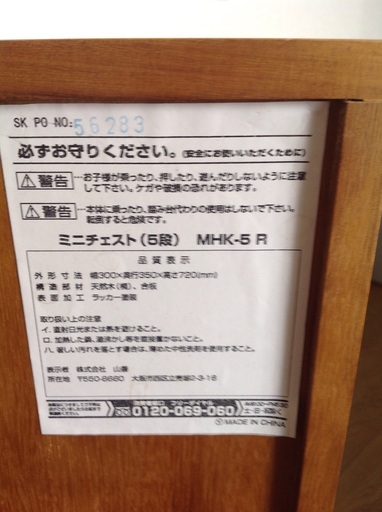 SK PO NO: 56283
必ずお守りください。(安全にお使いいただくために)
警告 お子様が乗ったり、押したり、遊んだりしないように注意
して下さい。ケガや破損の恐れがあります。
警告 本体に乗ったり、踏み台代わりの使用はしないで下さい。
転倒すると危険です。
ミニチェスト(5段) MHK-5 R
品質表示
外形寸法 幅300×奥行350×高さ720(mm)
構造部材 天然木(桐)、合板
表面加工 ラッカー塗装
取り扱い上の注意
イ. 直射日光または熱を避けること。
ロ. 加熱した鍋、湯沸かし等を直接置かないこと。
ハ. 著しい汚れを落とす場合は、薄めた中性洗剤を使用すること。
表示者 株式会社 山善
所在地 〒550-8660 大阪市西区立売堀2-3-16
0120-069-060
土・日・祝除く
MADE IN CHINA